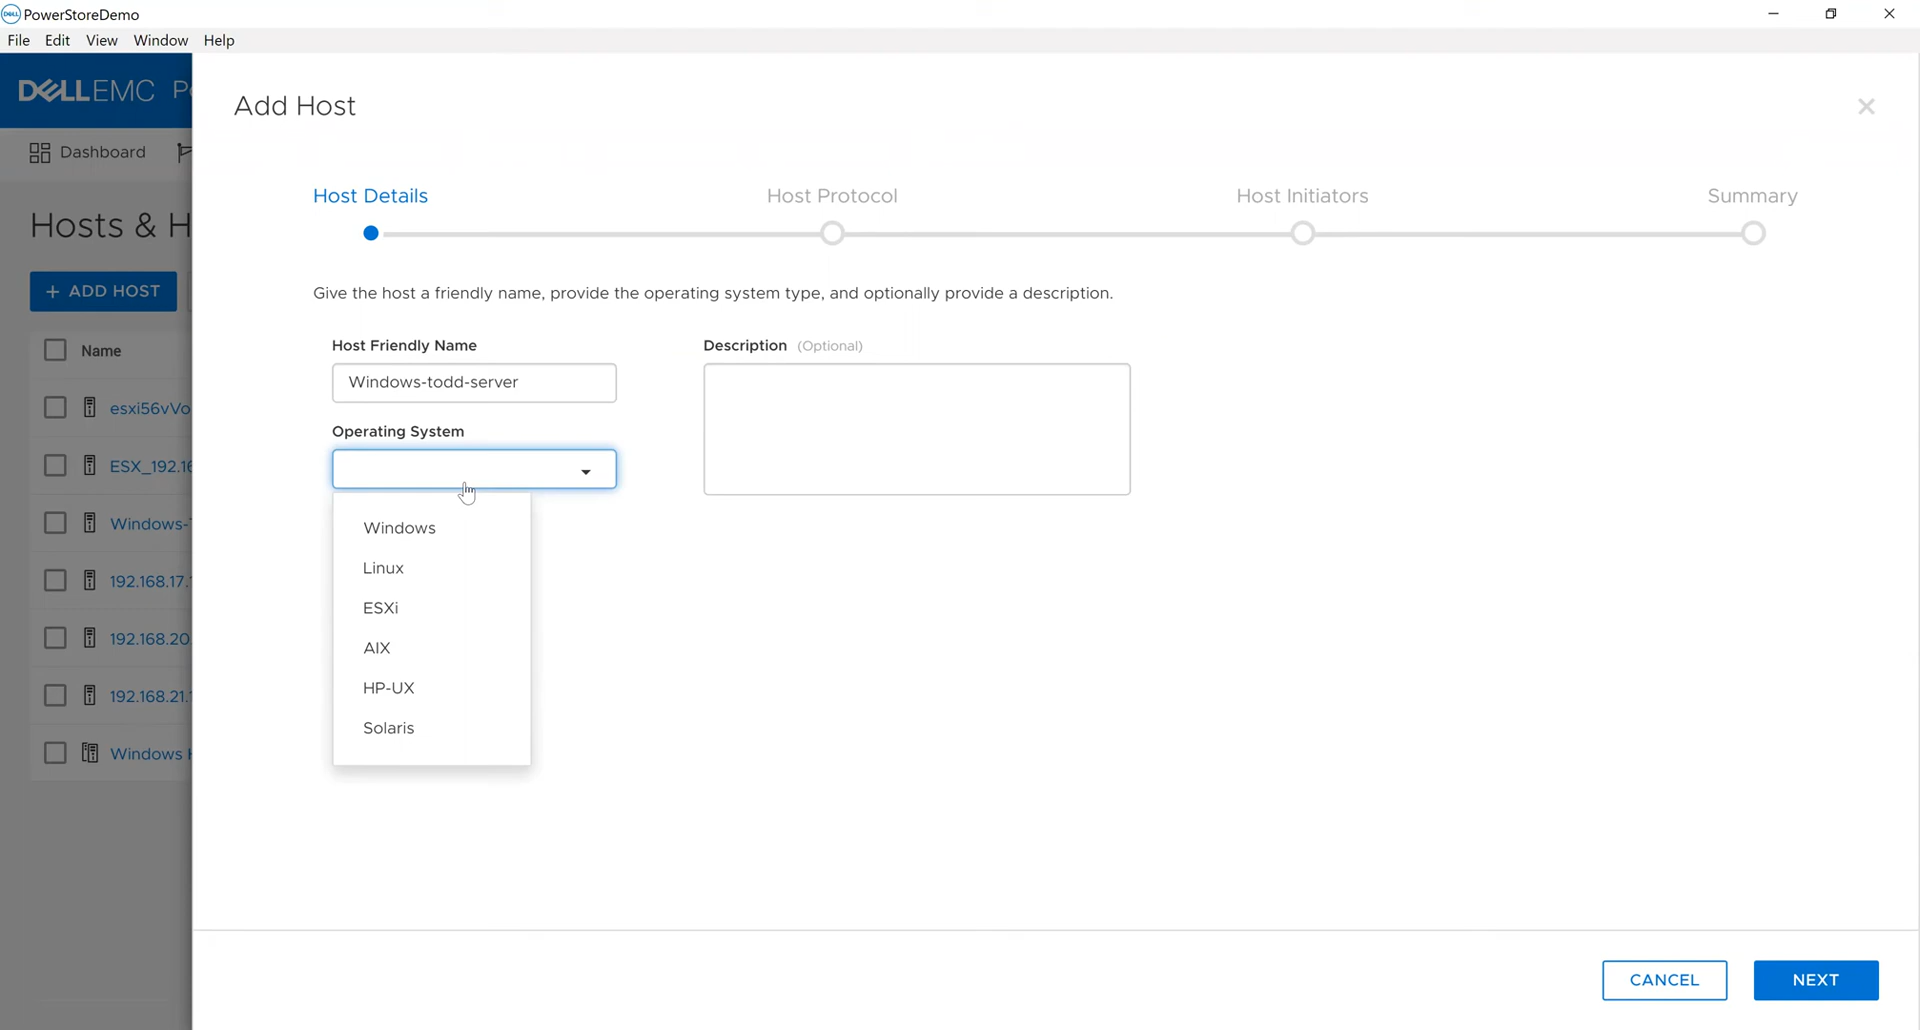 PowerStoreDemo
File Edit View Window Help
DELLEMC
Add Host
Dashboard
Host Details Host Protocol Host Initiators Summary
Hosts & H
+ ADD HOST
Give the host a friendly name, provide the operating system type, and optionally provide a description.
Host Friendly Name Description (Optional)
Name
Windows-todd-server
esxi56vVo
Operating System
ESX_192.16
Windows
Windows-
Linux
192.168.17.
ESXi
192.168.20.
AIX
HP-UX
192.168.21.
Solaris
Windows
CANCEL NEXT